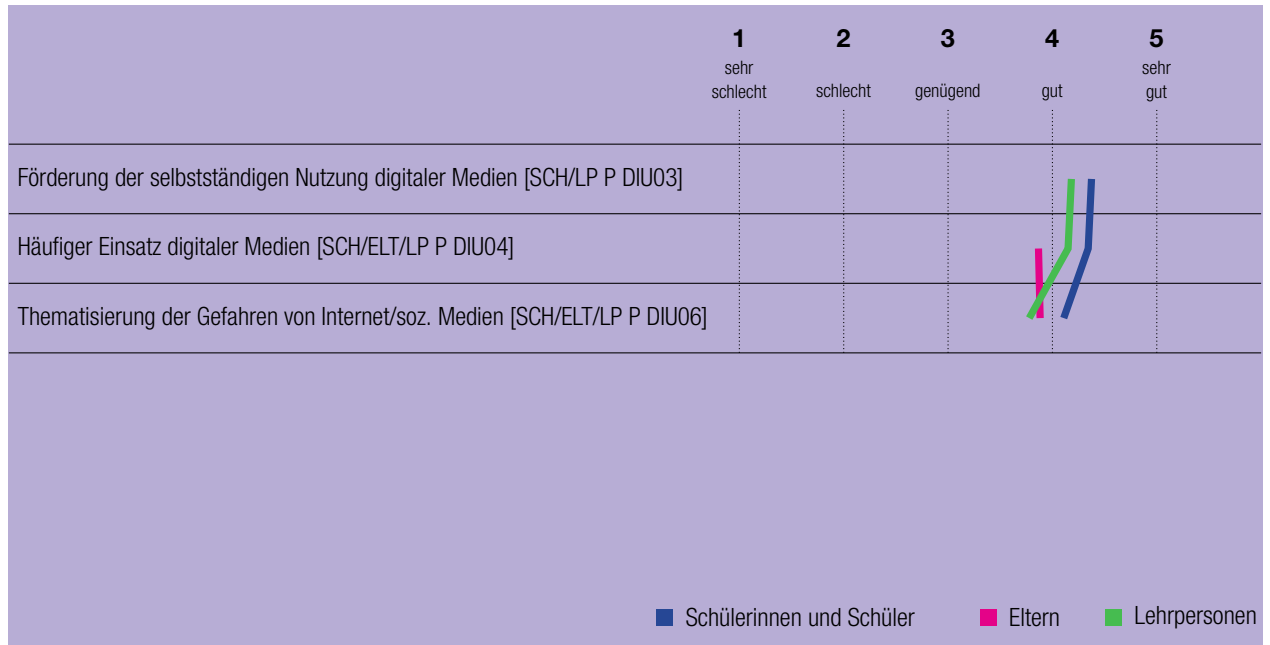 1 2 3 4 5
sehr schlecht schlecht genügend gut sehr gut
Förderung der selbstständigen Nutzung digitaler Medien [SCH/LP P DIU03]
Häufiger Einsatz digitaler Medien [SCH/ELT/LP P DIU04]
Thematisierung der Gefahren von Internet/soz. Medien [SCH/ELT/LP P DIU06]
Schülerinnen und Schüler Eltern Lehrpersonen